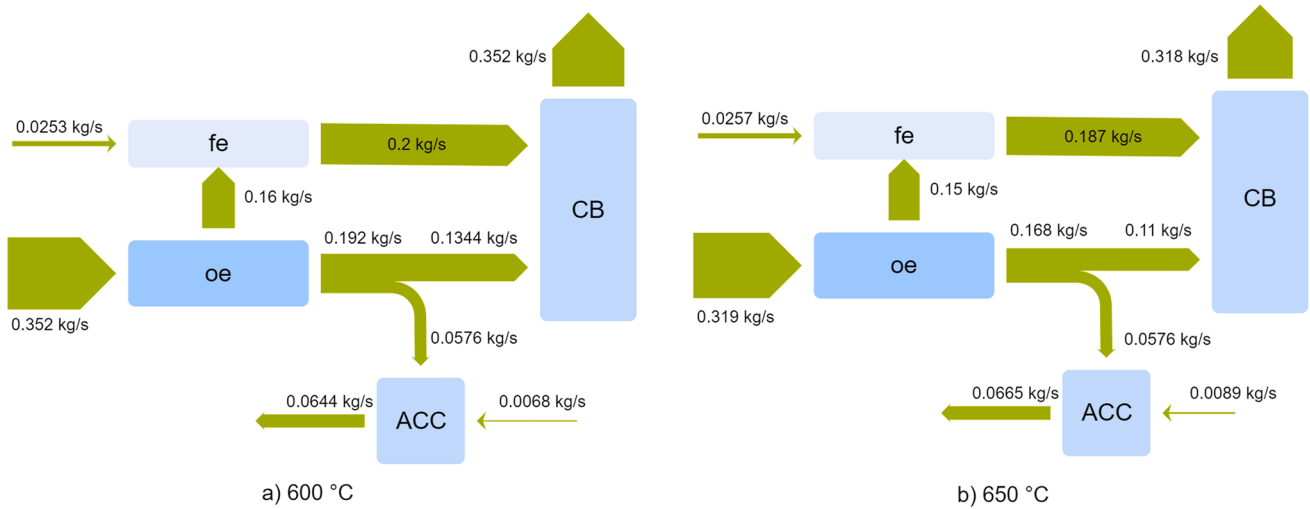 0.352 kg/s
0.0253 kg/s
fe
0.2 kg/s
0.16 kg/s
CB
0.192 kg/s
0.1344 kg/s
oe
0.352 kg/s
0.0576 kg/s
0.0644 kg/s
ACC
0.0068 kg/s
a) 600 °C
0.318 kg/s
0.0257 kg/s
fe
0.187 kg/s
0.15 kg/s
CB
0.168 kg/s
0.11 kg/s
oe
0.319 kg/s
0.0576 kg/s
0.0665 kg/s
ACC
0.0089 kg/s
b) 650 °C